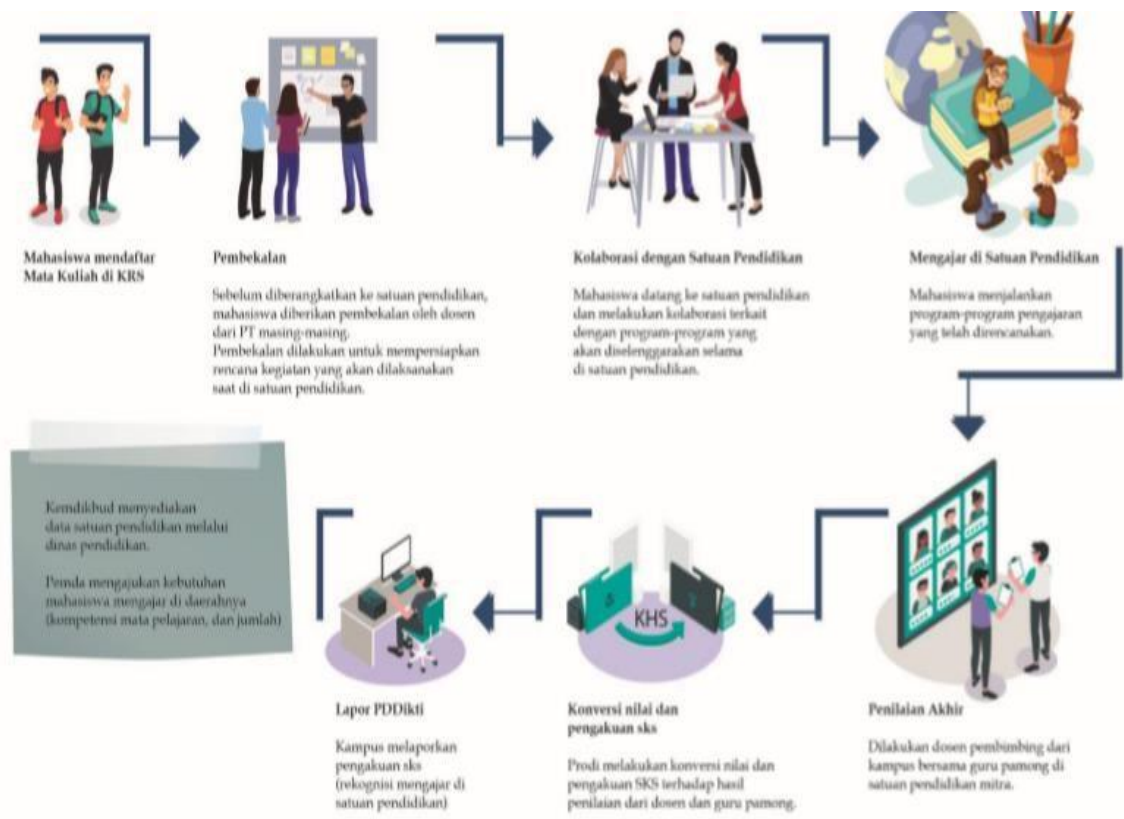 Mahasiswa mendaftar
Mata Kuliah di KRS
Pembekalan
Sebelum diberangkatkan ke satuan pendidikan,
mahasiswa diberikan pembekalan oleh dosen
dari PT masing-masing.
Pembekalan dilakukan untuk mempersiapkan
rencana kegiatan yang akan dilaksanakan
saat di satuan pendidikan.
Kolaborasi dengan Satuan Pendidikan
Mahasiswa datang ke satuan pendidikan
dan melakukan kolaborasi terkait
dengan program-program yang
akan diselenggarakan selama
di satuan pendidikan.
Mengajar di Satuan Pendidikan
Mahasiswa menjalankan
program-program pengajaran
yang telah direncanakan.
Penilaian Akhir
Dilakukan dosen pembimbing dari
kampus bersama guru pamong di
satuan pendidikan mitra.
KHS
Konversi nilai dan
pengakuan sks
Prodi melakukan konversi nilai dan
pengakuan SKS terhadap hasil
penilaian dari dosen dan guru pamong.
Lapor PDDikti
Kampus melaporkan
pengakuan sks
(rekognisi mengajar di
satuan pendidikan)
Kemdikbud menyediakan
data satuan pendidikan melalui
dinas pendidikan.
Pemda mengajukan kebutuhan
mahasiswa mengajar di daerahnya
(kompetensi mata pelajaran, dan jumlah)